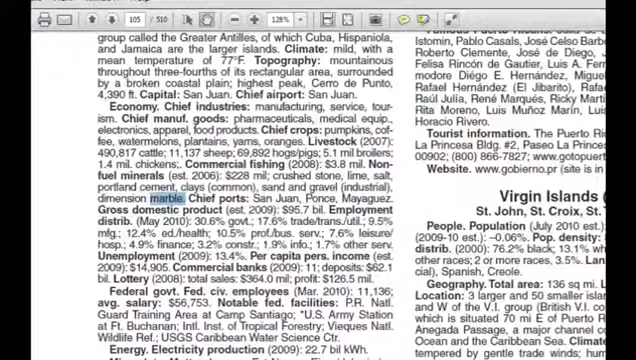 105 / 510
128%
group called the Greater Antilles, of which Cuba, Hispaniola,
and Jamaica are the larger islands. Climate: mild, with a
mean temperature of 77°F. Topography: mountainous
throughout three-fourths of its rectangular area, surrounded
by a broken coastal plain; highest peak, Cerro de Punto,
4,390 ft. Capital: San Juan. Chief airport: San Juan.
Economy. Chief industries: manufacturing, service, tour-
ism. Chief manuf. goods: pharmaceuticals, medical equip.,
electronics, apparel, food products. Chief crops: pumpkins, cof-
fee, watermelons, plantains, yams, oranges. Livestock (2007):
490,817 cattle; 11,137 sheep; 69,892 hogs/pigs; 5.1 mil broilers;
1.4 mil. chickens;. Commercial fishing (2008): $3.8 mil. Non-
fuel minerals (est. 2006): $228 mil; crushed stone, lime, salt,
portland cement, clays (common), sand and gravel (industrial),
dimension marble. Chief ports: San Juan, Ponce, Mayaguez.
Gross domestic product (est. 2009): $95.7 bil. Employment
distrib. (May 2010): 30.6% govt.; 17.6% trade/trans./util.; 9.5%
mfg.; 12.4% ed./health; 10.5% prof./bus. serv.; 7.6% leisure/
hosp.; 4.9% finance; 3.2% constr.; 1.9% info.; 1.7% other serv.
Unemployment (2009): 13.4%. Per capita pers. income (est.
2009): $14,905. Commercial banks (2009): 11; deposits: $62.1
bil. Lottery (2008): total sales: $364.0 mil; profit: $126.5 mil.
Federal govt. Fed. civ. employees (Mar. 2010): 11,136;
avg. salary: $56,753. Notable fed. facilities: P.R. Natl.
Guard Training Area at Camp Santiago; *U.S. Army Station
at Ft. Buchanan; Intl. Inst. of Tropical Forestry; Vieques Natl.
Wildlife Ref.; USGS Caribbean Water Science Ctr.
Energy. Electricity production (2009): 22.7 bil kWh.
Istomin, Pablo Casals, José Celso Barbo
Roberto Clemente, José de Diego, J
Felisa Rincón de Gautier, Luis A. F
modore Diégo E. Hernández, Miguel
Rafael Hernández (El Jibarito), Rafae
Raúl Julía, René Marqués, Ricky Marti
Rita Moreno, Luis Muñoz Marín, Luis
Horacio Rivero.
Tourist information. The Puerto Ri
La Princesa Bldg. #2, Paseo La Princes
00902; (800) 866-7827; www.gotopuert
Website. www.gobierno.pr (site is in
Virgin Islands (
St. John, St. Croix, St.
People. Population (July 2010 est.)
(2009-10 est.): –0.06%. Pop. density:
distrib. (2000): 76.2% black; 13.1% wh
other races; 2 or more races, 3.5%. Lan
cial), Spanish, Creole.
Geography. Total area: 136 sq mi. L
Location: 3 larger and 50 smaller island
and W of the V.I. group (British V.I. co
which is situated 70 mi E of Puerto R
Anegada Passage, a major channel co
Ocean and the Caribbean Sea. Climate
tempered by gentle trade winds; hum